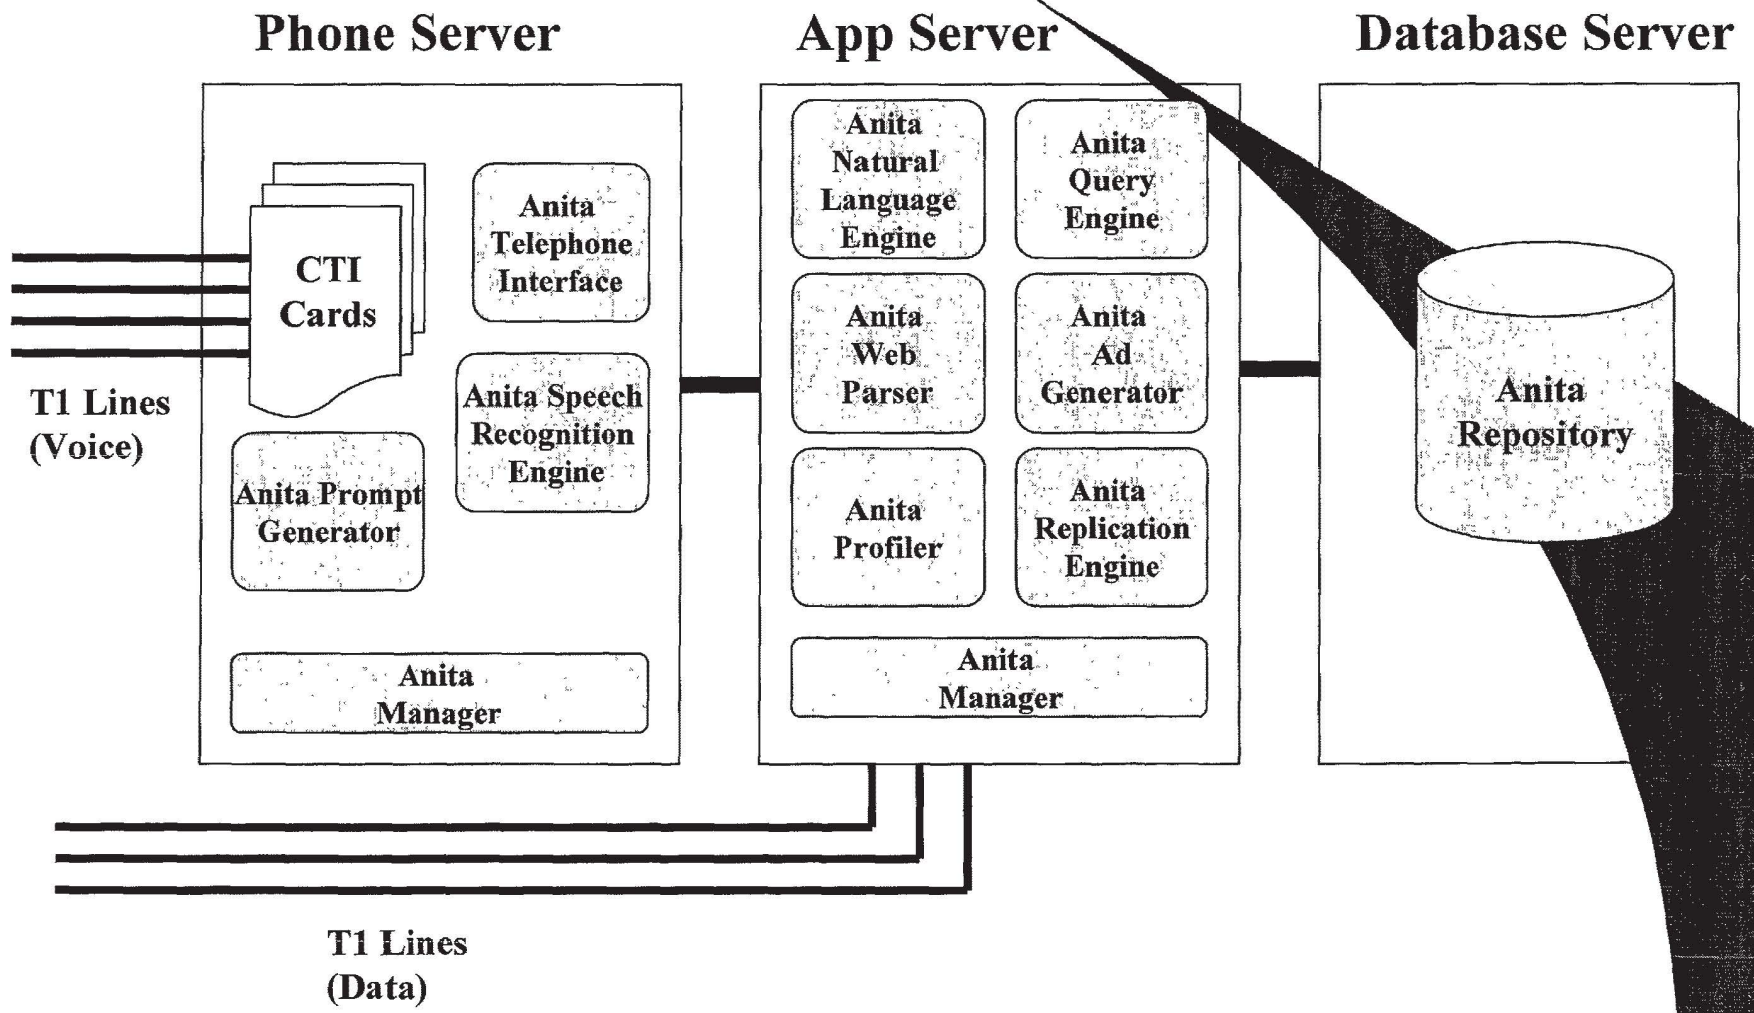 Phone Server
App Server
Database Server
CTI
Cards
Anita
Telephone
Interface
Anita Speech
Recognition
Engine
Anita Prompt
Generator
Anita
Manager
T1 Lines
(Voice)
Anita
Natural
Language
Engine
Anita
Query
Engine
Anita
Web
Parser
Anita
Ad
Generator
Anita
Profiler
Anita
Replication
Engine
Anita
Manager
Anita
Repository
T1 Lines
(Data)